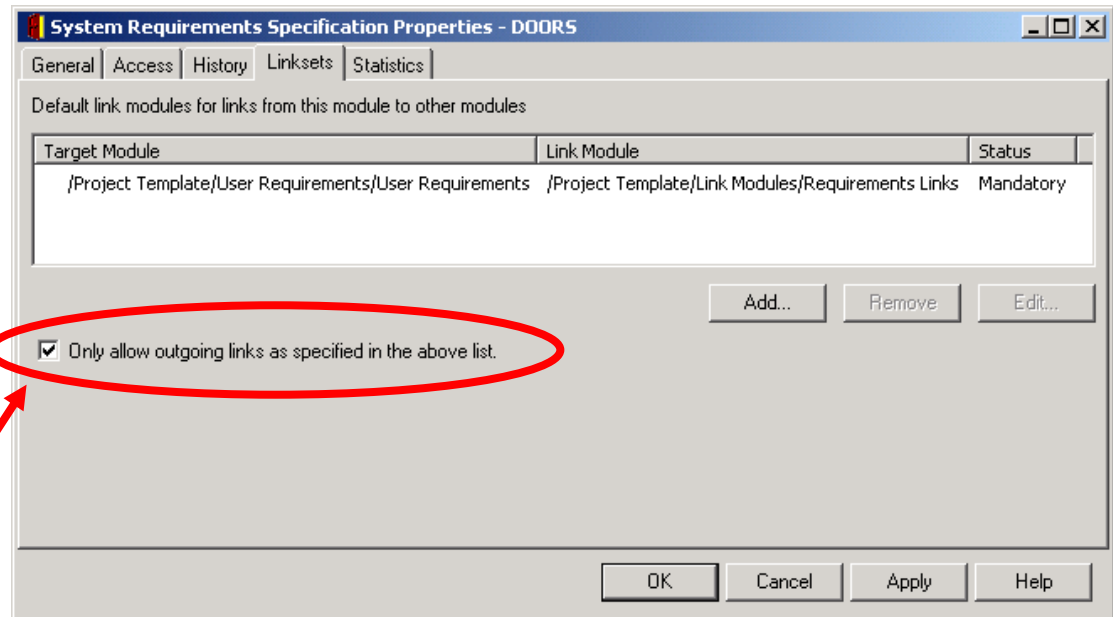 System Requirements Specification Properties - DOORS
General Access History Linksets Statistics
Default link modules for links from this module to other modules
Target Module Link Module Status
/Project Template/User Requirements/User Requirements /Project Template/Link Modules/Requirements Links Mandatory
Add... Remove Edit...
Only allow outgoing links as specified in the above list.
OK Cancel Apply Help